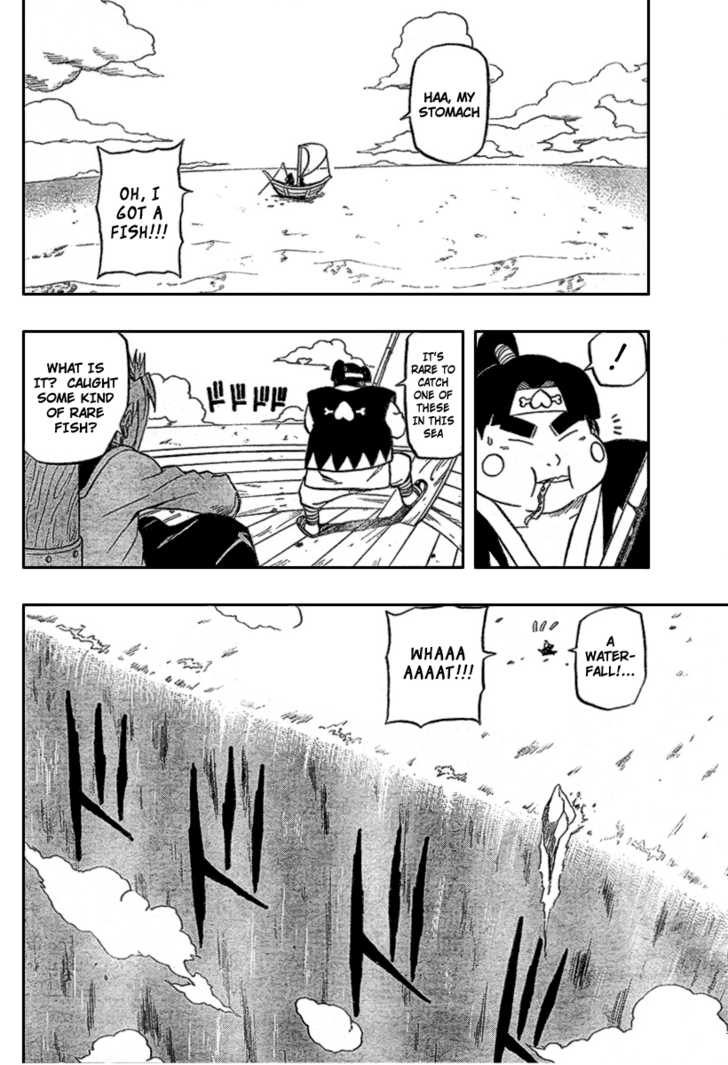 HAA, MY
STOMACH
OH, I
GOT A
FISH!!!
!
IT'S
RARE TO
CATCH
ONE OF
THESE
IN THIS
SEA
ドドドド
WHAT IS
IT? CAUGHT
SOME KIND
OF RARE
FISH?
A
WATER-
FALL!...
WHAAA
AAAAT!!!
ドドドド